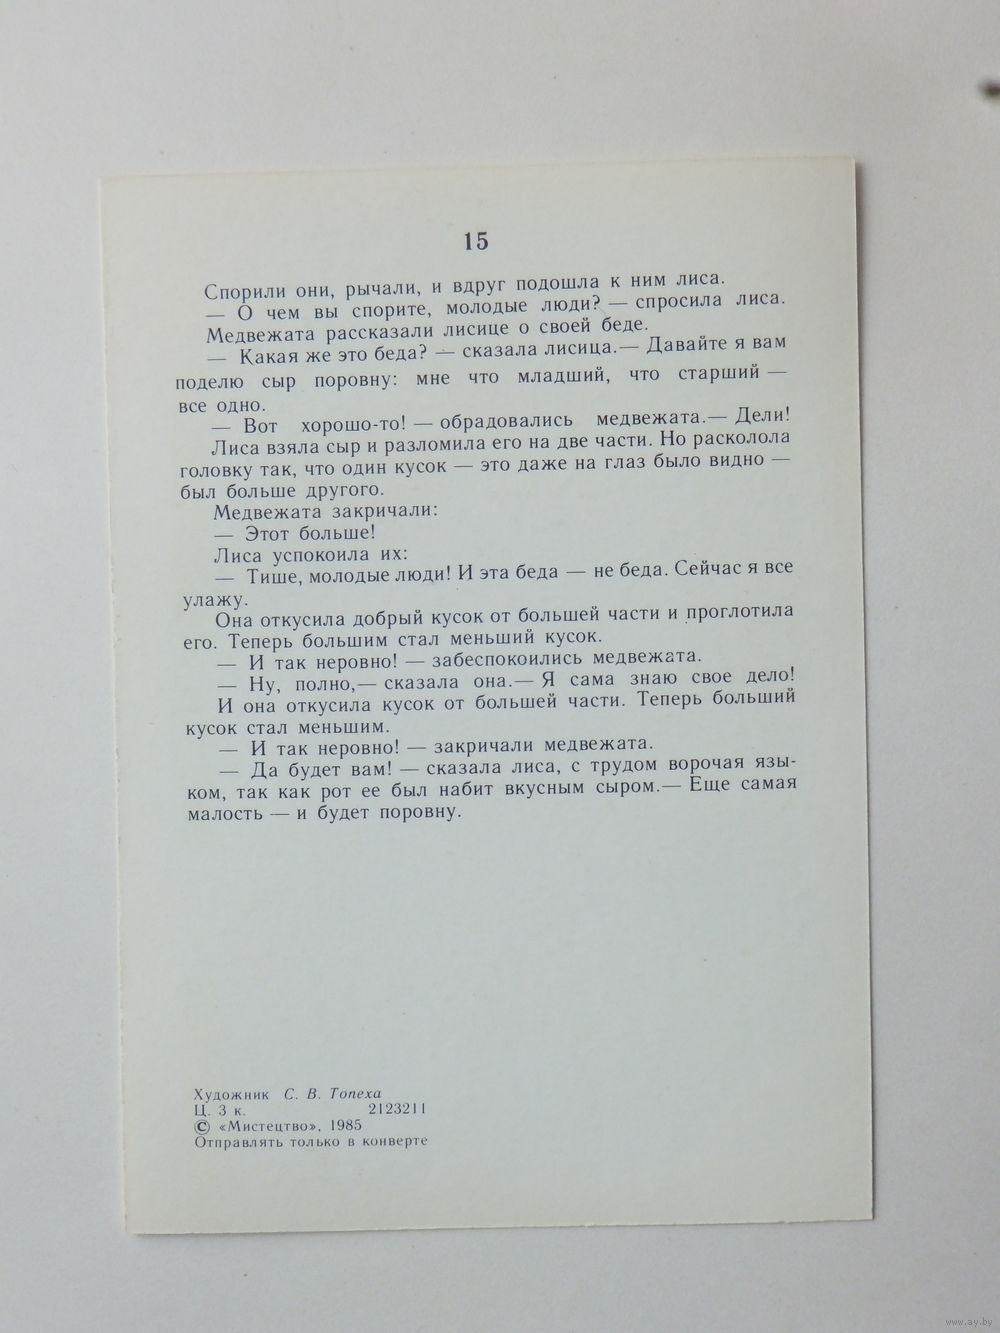 15
Спорили они, рычали, и вдруг подошла к ним лиса.
— О чем вы спорите, молодые люди? — спросила лиса.
Медвежата рассказали лисице о своей беде.
— Какая же это беда? — сказала лисица.— Давайте я вам
поделю сыр поровну: мне что младший, что старший —
все одно.
— Вот хорошо-то! — обрадовались медвежата.— Дели!
Лиса взяла сыр и разломила его на две части. Но расколола
головку так, что один кусок — это даже на глаз было видно —
был больше другого.
Медвежата закричали:
— Этот больше!
Лиса успокоила их:
— Тише, молодые люди! И эта беда — не беда. Сейчас я все
улажу.
Она откусила добрый кусок от большей части и проглотила
его. Теперь большим стал меньший кусок.
— И так неровно! — забеспокоились медвежата.
— Ну, полно,— сказала она.— Я сама знаю свое дело!
И она откусила кусок от большей части. Теперь больший
кусок стал меньшим.
— И так неровно! — закричали медвежата.
— Да будет вам! — сказала лиса, с трудом ворочая язы-
ком, так как рот ее был набит вкусным сыром.— Еще самая
малость — и будет поровну.
Художник С. В. Топеха
Ц. 3 к. 2123211
© «Мистецтво», 1985
Отправлять только в конверте
www.ay.by